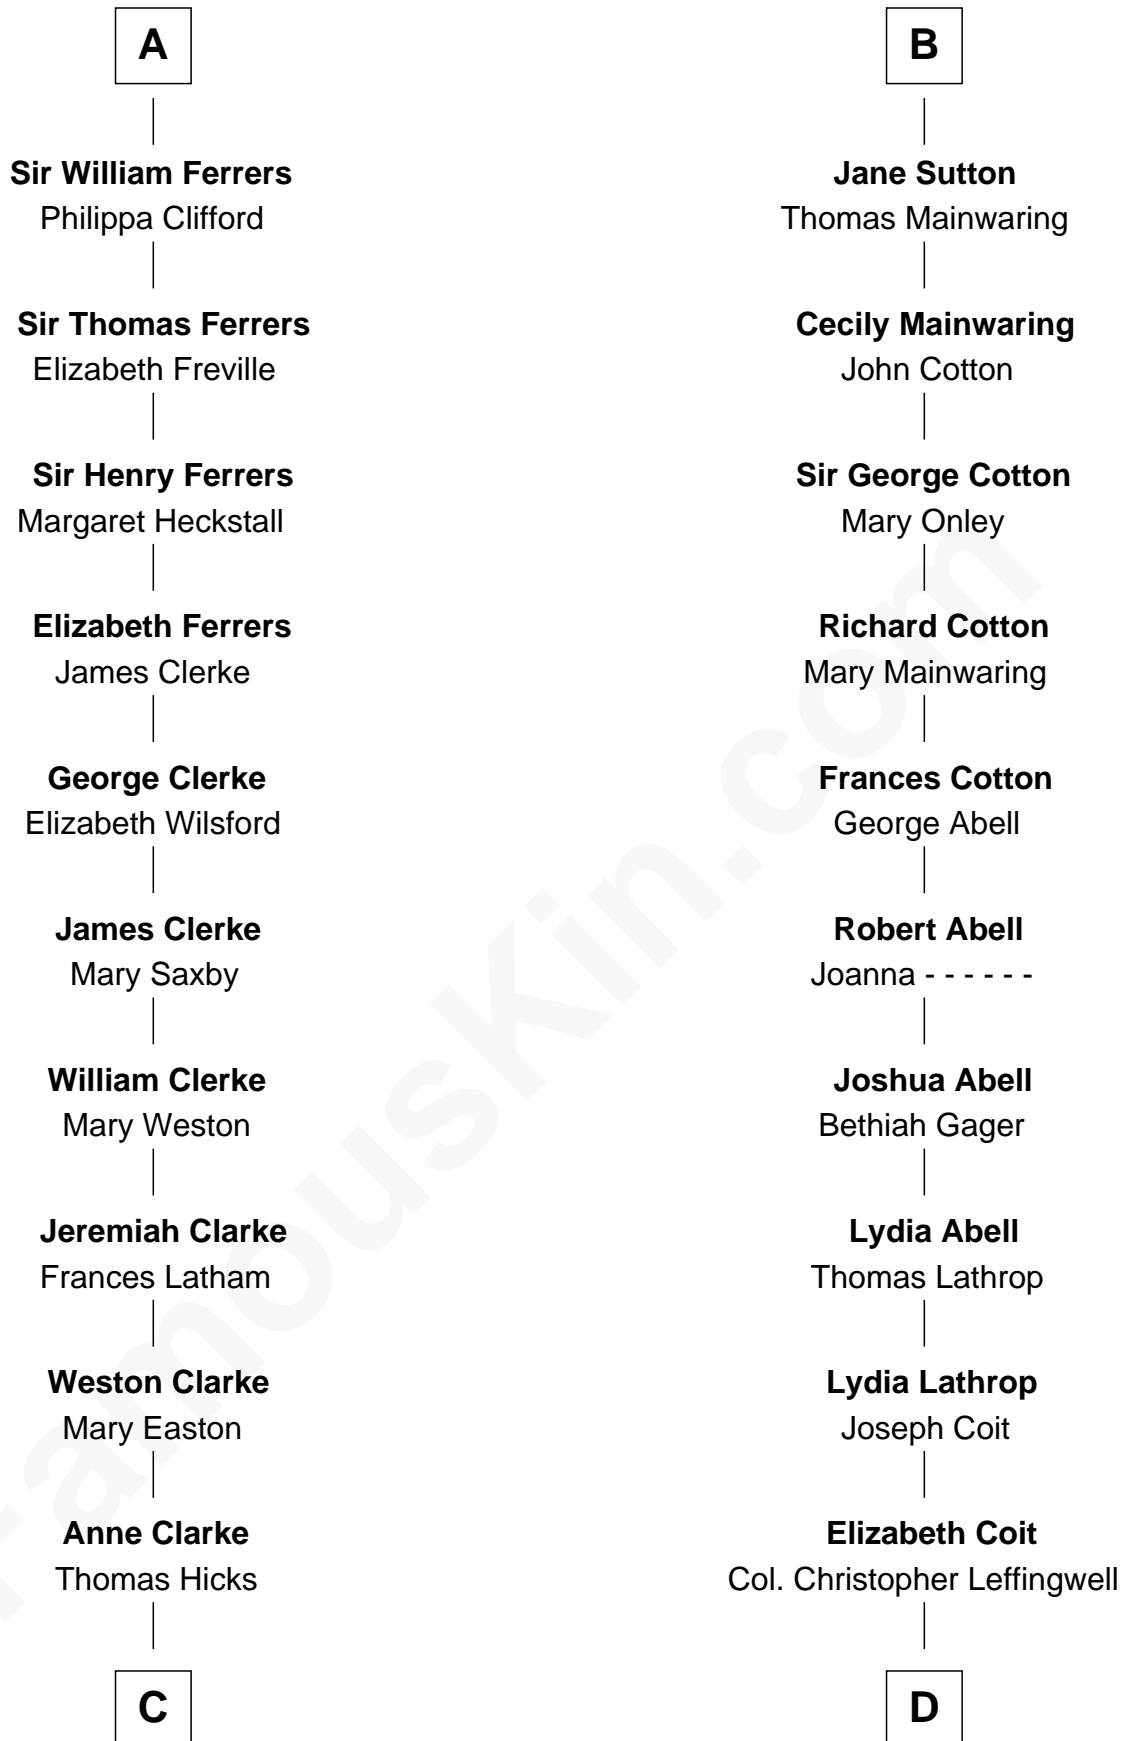 A
Sir William Ferrers
Philippa Clifford
Sir Thomas Ferrers
Elizabeth Freville
Sir Henry Ferrers
Margaret Heckstall
Elizabeth Ferrers
James Clerke
George Clerke
Elizabeth Wilsford
James Clerke
Mary Saxby
William Clerke
Mary Weston
Jeremiah Clarke
Frances Latham
Weston Clarke
Mary Easton
Anne Clarke
Thomas Hicks
C
B
Jane Sutton
Thomas Mainwaring
Cecily Mainwaring
John Cotton
Sir George Cotton
Mary Onley
Richard Cotton
Mary Mainwaring
Frances Cotton
George Abell
Robert Abell
Joanna - - - - - -
Joshua Abell
Bethiah Gager
Lydia Abell
Thomas Lathrop
Lydia Lathrop
Joseph Coit
Elizabeth Coit
Col. Christopher Leffingwell
D
FamousKin.com